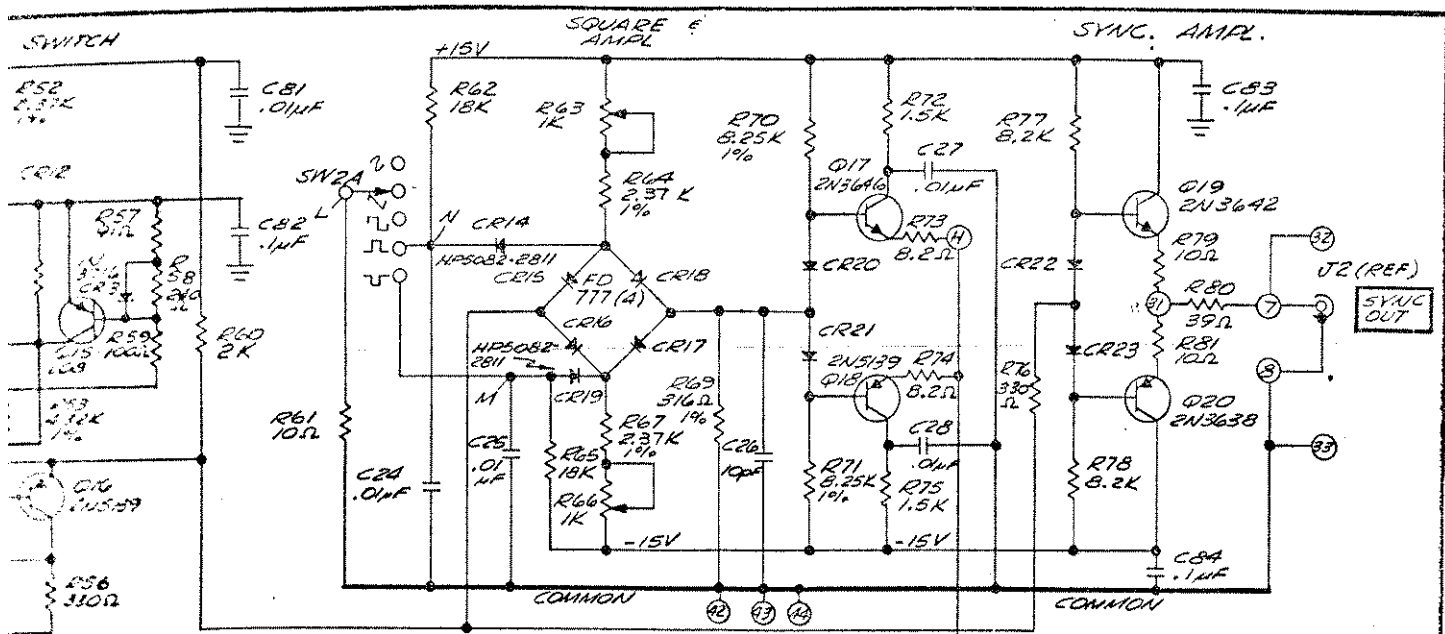 SWITCH
SQUARE &
AMPL
SYNC. AMPL.
+15V
R52
2.37K
1%
C81
.01µF
R62
18K
R63
1K
R70
8.25K
1%
R72
1.5K
R77
8.2K
C83
.1µF
CR12
SW2A
L
R64
2.37K
1%
Q17
2N3646
C27
.01µF
Q19
2N3642
R57
C82
.1µF
N
CR14
HP5082-2811
R73
8.2Ω
H
R79
10Ω
32
J2 (REF)
CR15
FD
777 (4)
CR18
CR20
CR22
31
R80
39Ω
7
SYNC
OUT
R59
R60
2K
CR16
CR17
CR21
CR23
R81
10Ω
8
HP5082-
2811
M
CR19
2N5139
Q18
R74
8.2Ω
R76
330
Ω
Q20
2N3638
1%
R61
10Ω
R69
316Ω
1%
R67
2.37K
1%
C25
.01
µF
R65
18K
C26
10pF
C28
.01µF
33
C24
.01µF
R66
1K
R71
8.25K
1%
R75
1.5K
R78
8.2K
Q16
-15V
-15V
C84
.1µF
R56
330Ω
COMMON
42
43
44
COMMON